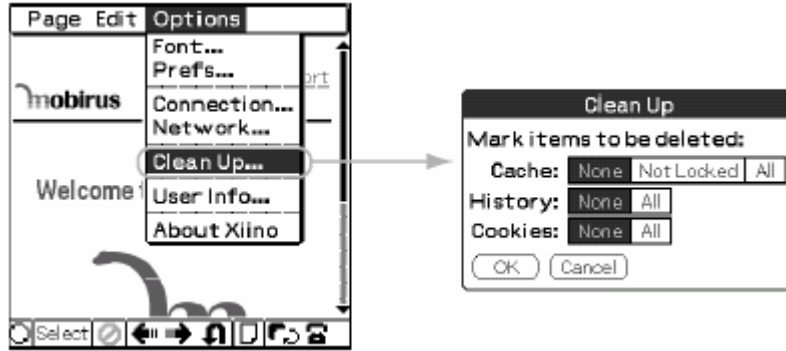 Page Edit Options
Font...
Prefs...
ort
mobirus
Connection...
Network...
Clean Up...
Welcome
User Info...
About Xiino
Select
Clean Up
Mark items to be deleted:
Cache: None Not Locked All
History: None All
Cookies: None All
OK Cancel